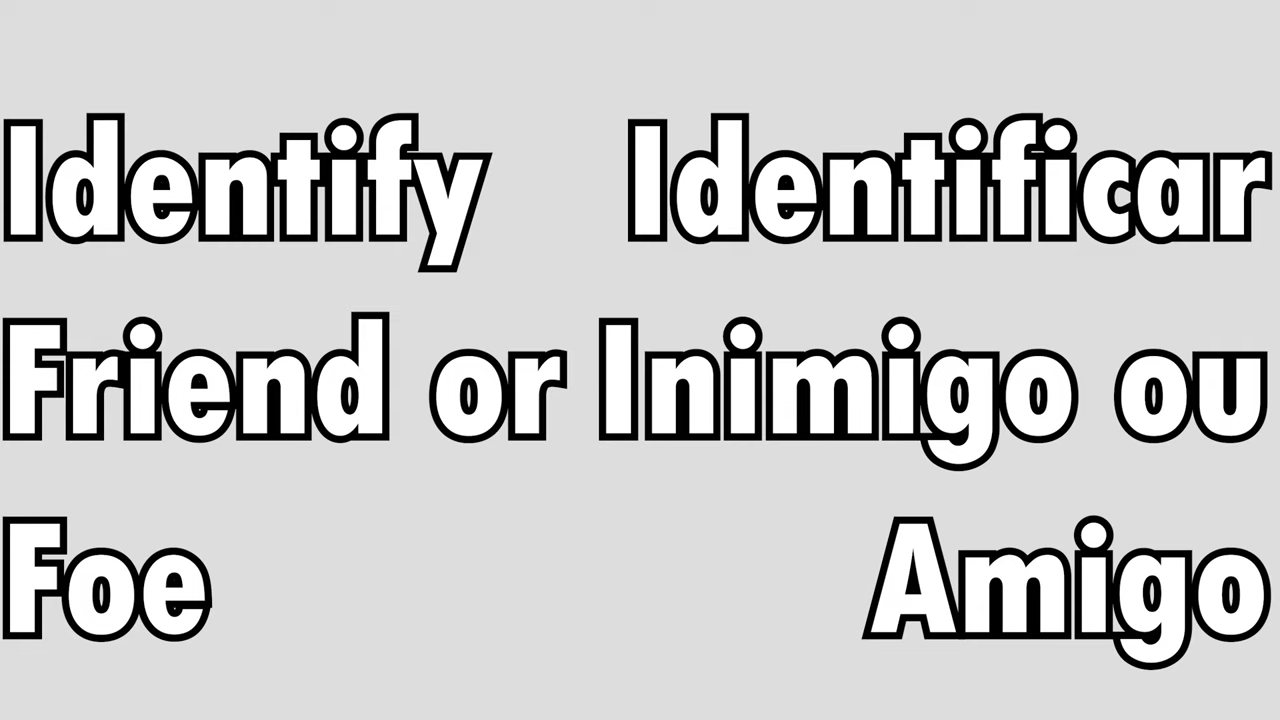 Identify
Friend or
Foe
Identificar
Inimigo ou
Amigo